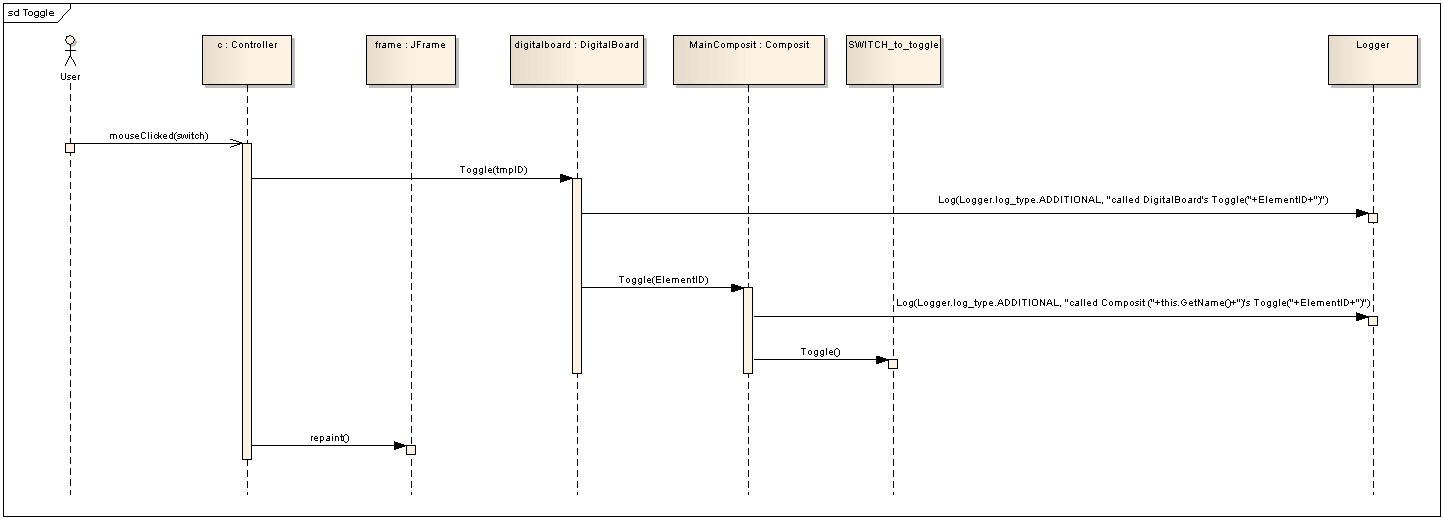 sd Toggle
User
c : Controller
frame : JFrame
digitalboard : DigitalBoard
MainComposit : Composit
SWITCH_to_toggle
Logger
mouseClicked(switch)
Toggle(tmpID)
Log(Logger.log_type.ADDITIONAL, "called DigitalBoard's Toggle("+ElementID+")")
Toggle(ElementID)
Log(Logger.log_type.ADDITIONAL, "called Composit ("+this.GetName()+")'s Toggle("+ElementID+")")
Toggle()
repaint()